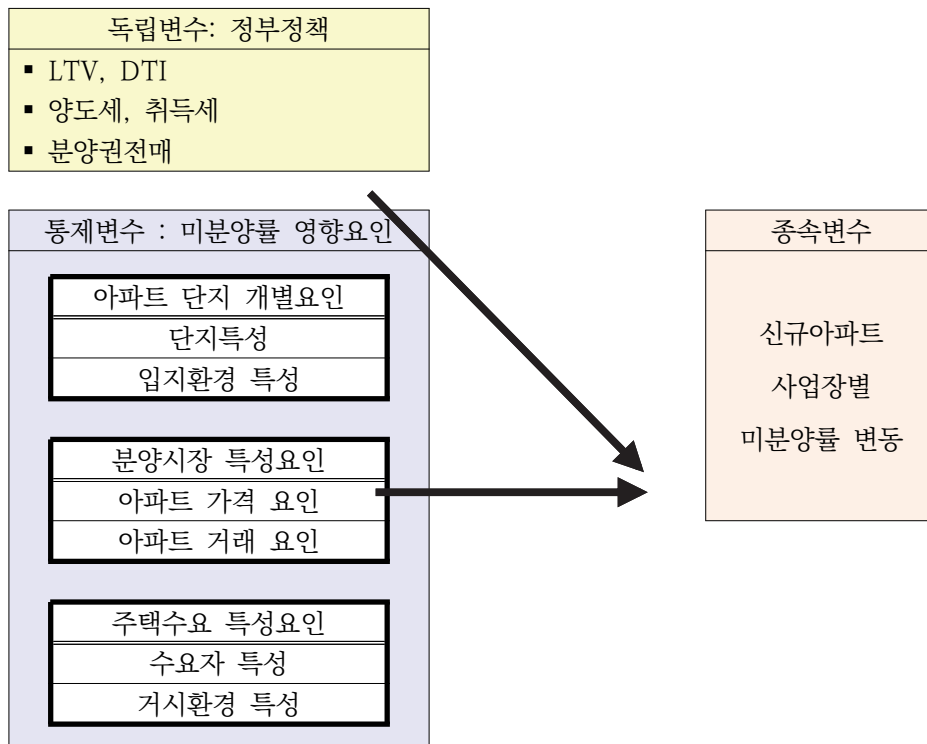 독립변수: 정부정책
▪ LTV, DTI
▪ 양도세, 취득세
▪ 분양권전매
통제변수 : 미분양률 영향요인
아파트 단지 개별요인
단지특성
입지환경 특성
분양시장 특성요인
아파트 가격 요인
아파트 거래 요인
주택수요 특성요인
수요자 특성
거시환경 특성
종속변수
신규아파트
사업장별
미분양률 변동